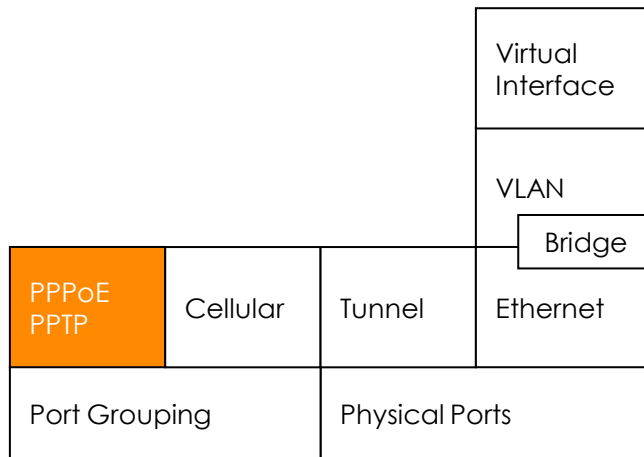 Virtual
Interface
VLAN
Bridge
PPPoE
PPTP
Cellular
Tunnel
Ethernet
Port Grouping
Physical Ports